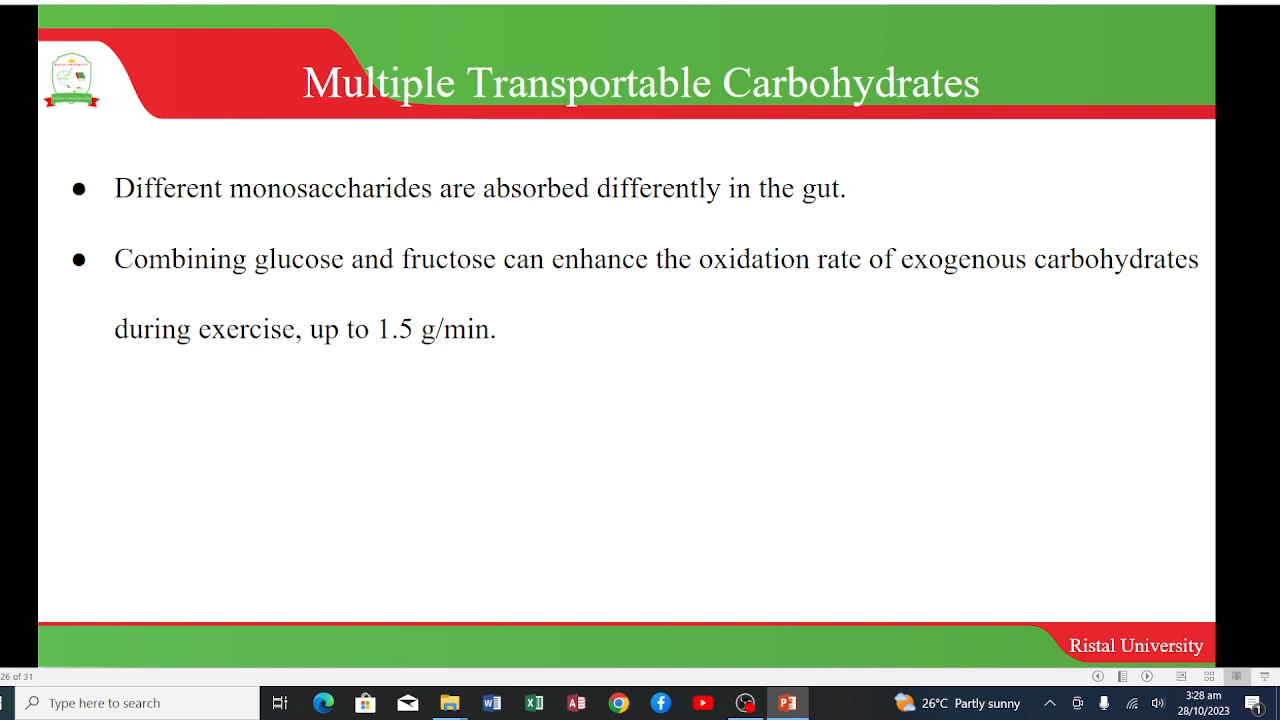 Multiple Transportable Carbohydrates
● Different monosaccharides are absorbed differently in the gut.
● Combining glucose and fructose can enhance the oxidation rate of exogenous carbohydrates
during exercise, up to 1.5 g/min.
Ristal University
26 of 31
Type here to search
26°C Partly sunny
3:28 am
28/10/2023
1